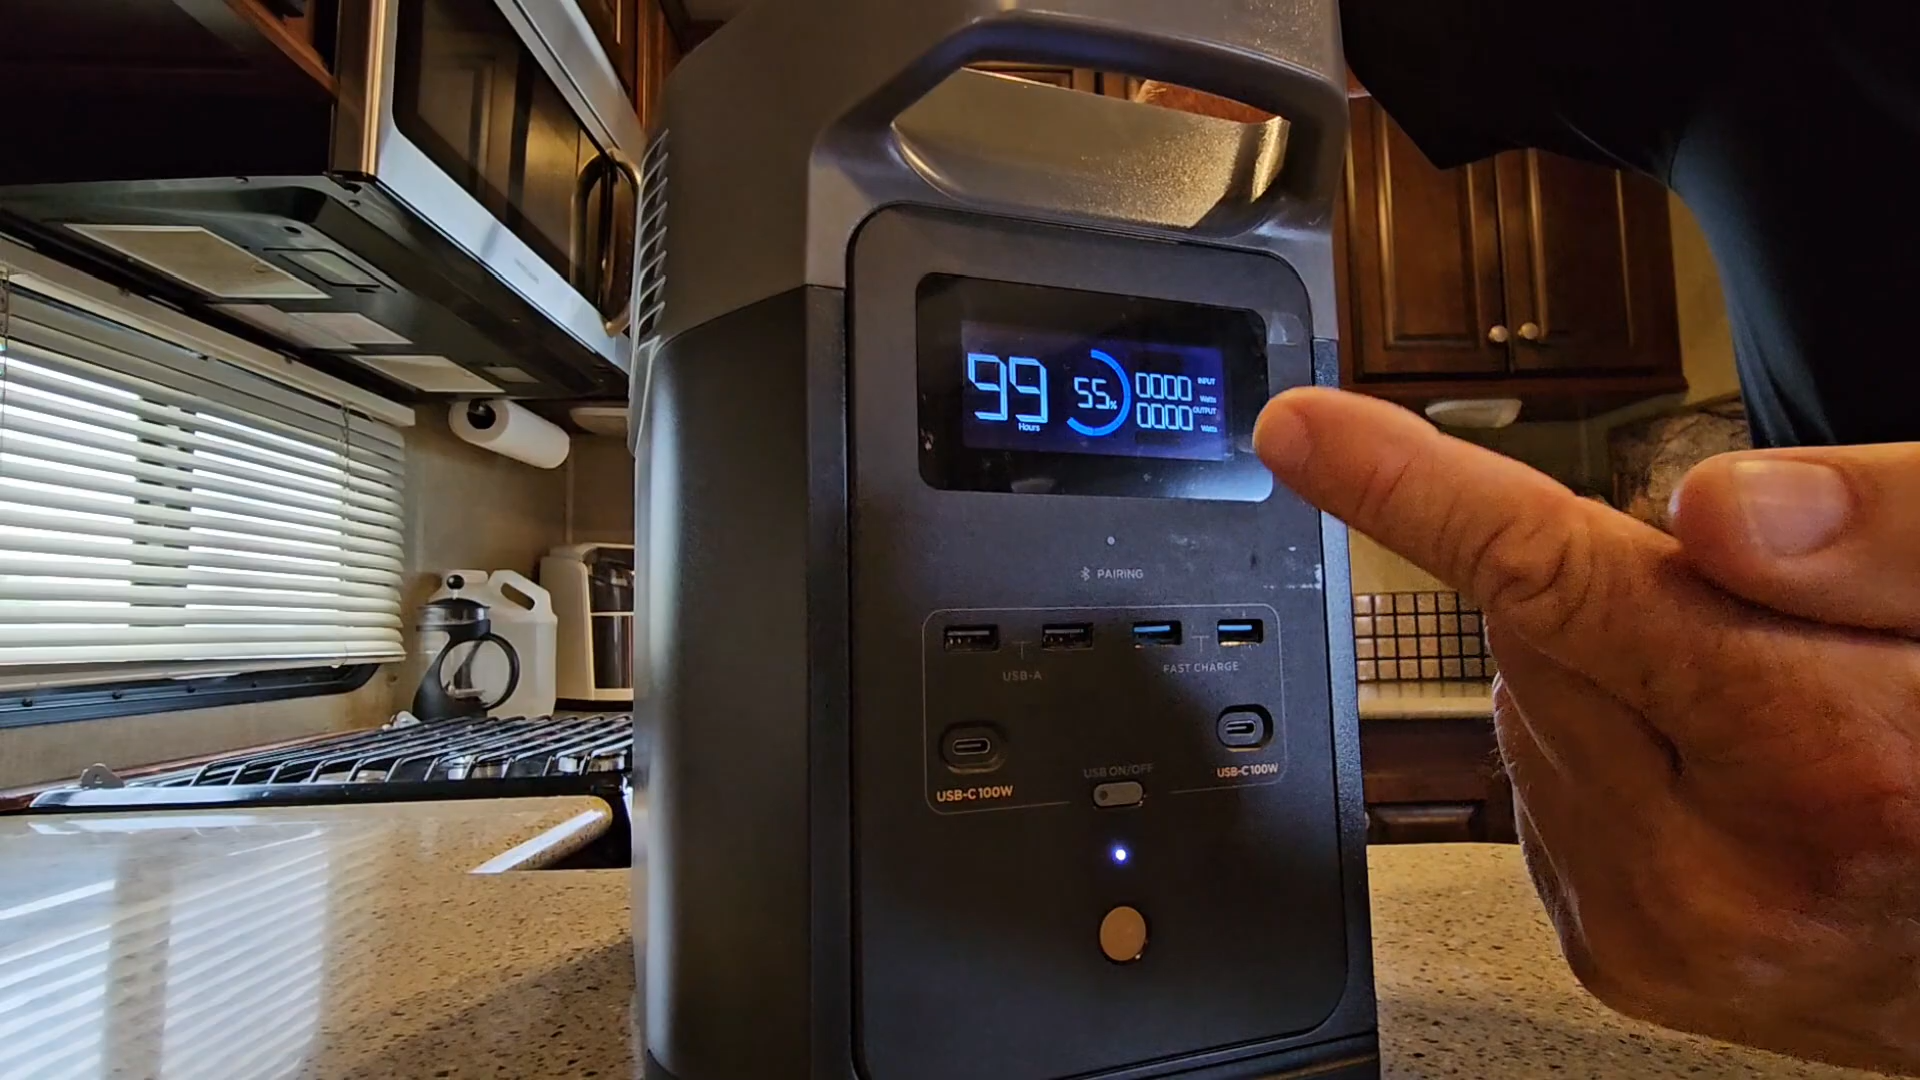 99
Hours
55%
0000 INPUT
Watts
0000 OUTPUT
Watts
PAIRING
USB-A
FAST CHARGE
USB-C 100W
USB ON/OFF
USB-C 100W